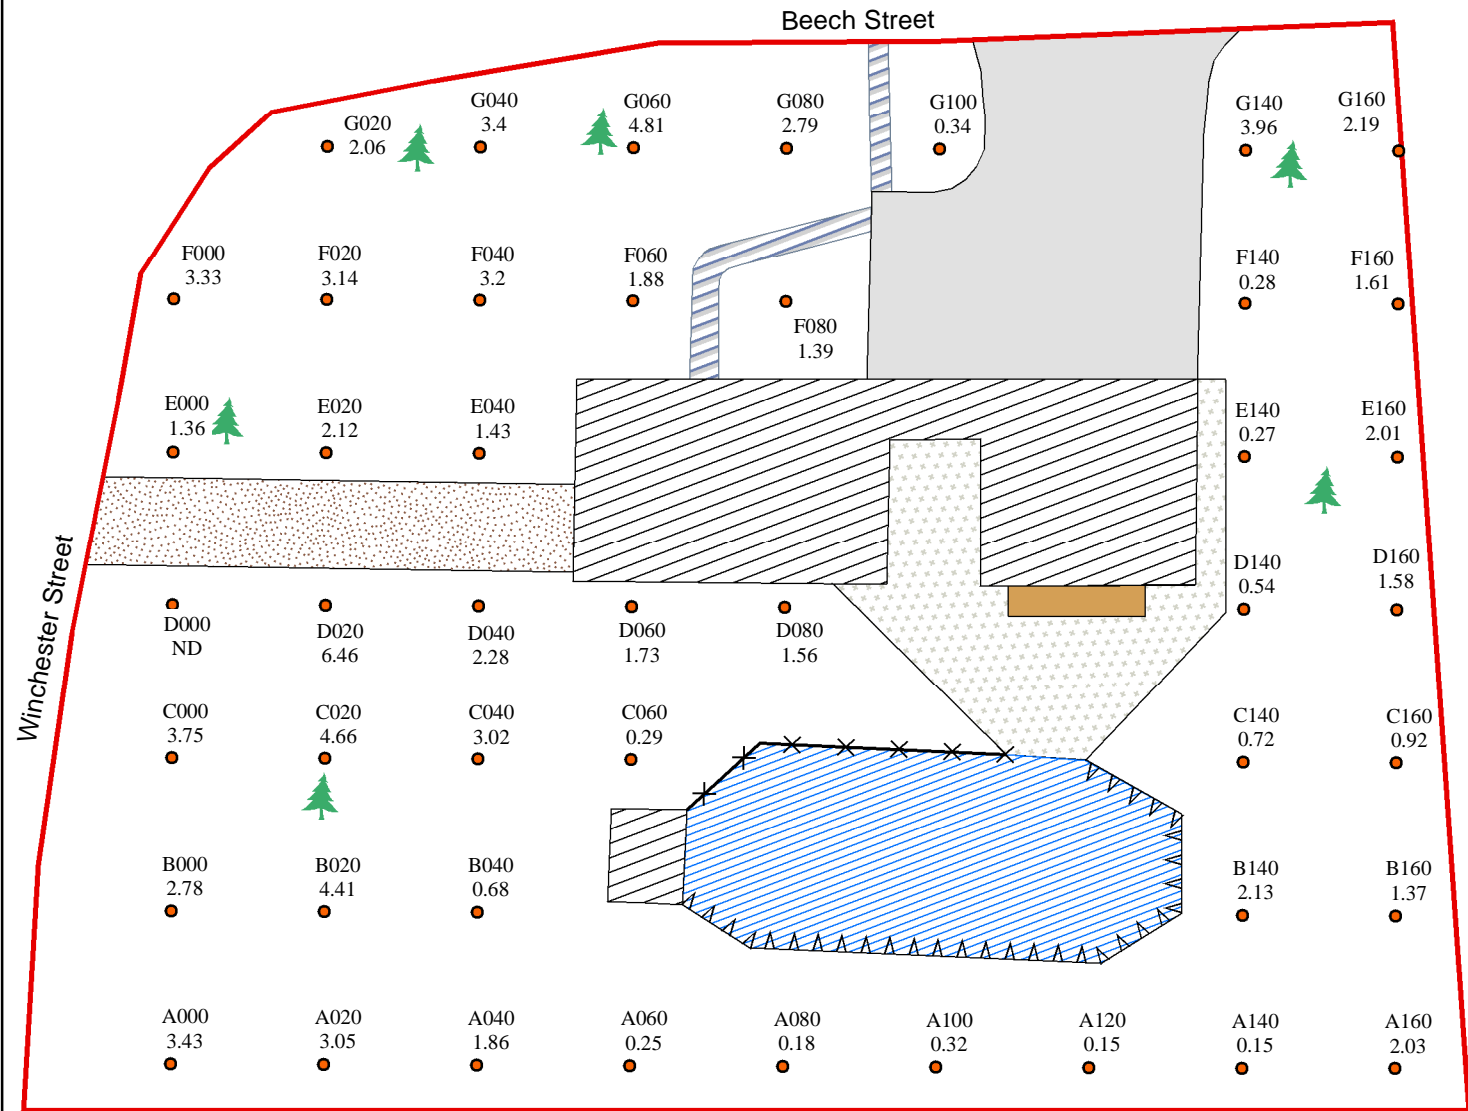 Beech Street
G020
2.06
G040
3.4
G060
4.81
G080
2.79
G100
0.34
G140
3.96
G160
2.19
F000
3.33
F020
3.14
F040
3.2
F060
1.88
F080
1.39
F140
0.28
F160
1.61
E000
1.36
E020
2.12
E040
1.43
E140
0.27
E160
2.01
Winchester Street
D000
ND
D020
6.46
D040
2.28
D060
1.73
D080
1.56
D140
0.54
D160
1.58
C000
3.75
C020
4.66
C040
3.02
C060
0.29
C140
0.72
C160
0.92
B000
2.78
B020
4.41
B040
0.68
B140
2.13
B160
1.37
A000
3.43
A020
3.05
A040
1.86
A060
0.25
A080
0.18
A100
0.32
A120
0.15
A140
0.15
A160
2.03